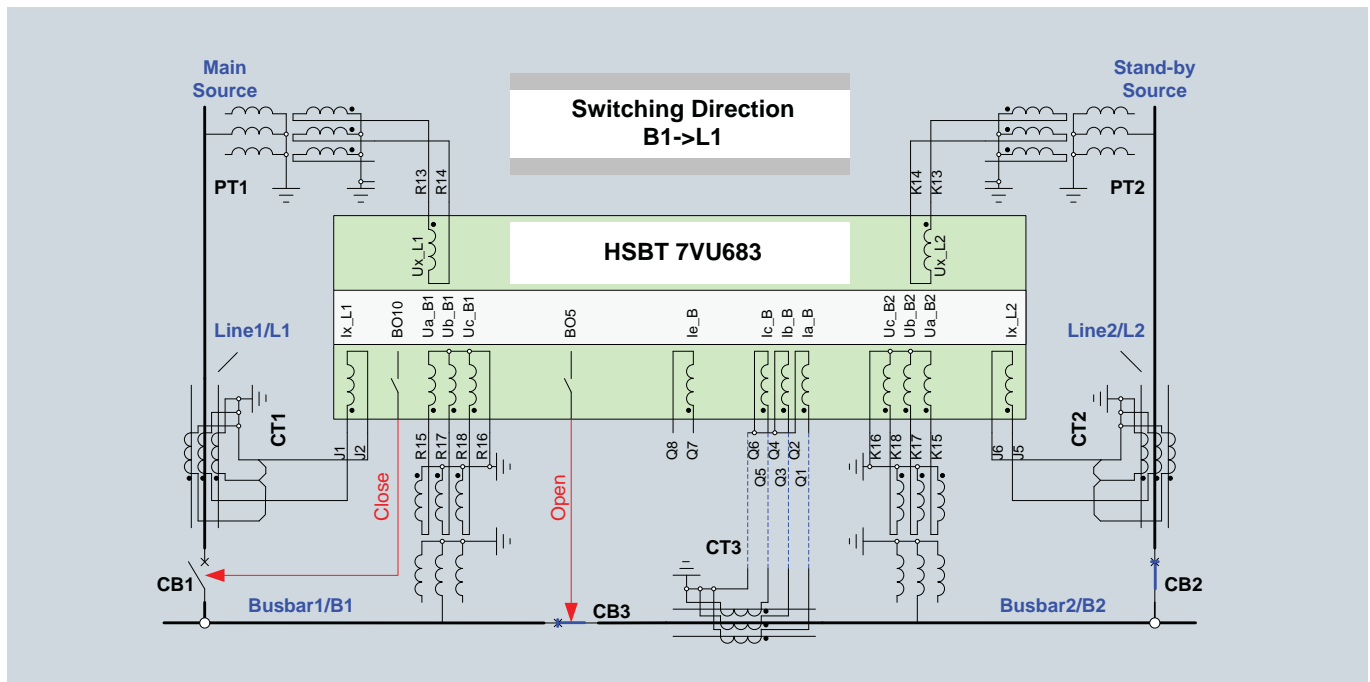 Main
Source
Stand-by
Source
Switching Direction
B1->L1
PT1
R13
R14
K14
K13
PT2
HSBT 7VU683
Ux_L1
Ux_L2
Ix_L1
BO10
Ua_B1
Ub_B1
Uc_B1
BO5
Ie_B
Ic_B
Ib_B
Ia_B
Uc_B2
Ub_B2
Ua_B2
Ix_L2
Line1/L1
Line2/L2
CT1
CT2
J1
J2
R15
R17
R18
R16
Q8
Q7
Q6
Q5
Q4
Q3
Q2
Q1
K16
K18
K17
K15
J6
J5
Close
Open
CT3
CB1
CB2
Busbar1/B1
CB3
Busbar2/B2